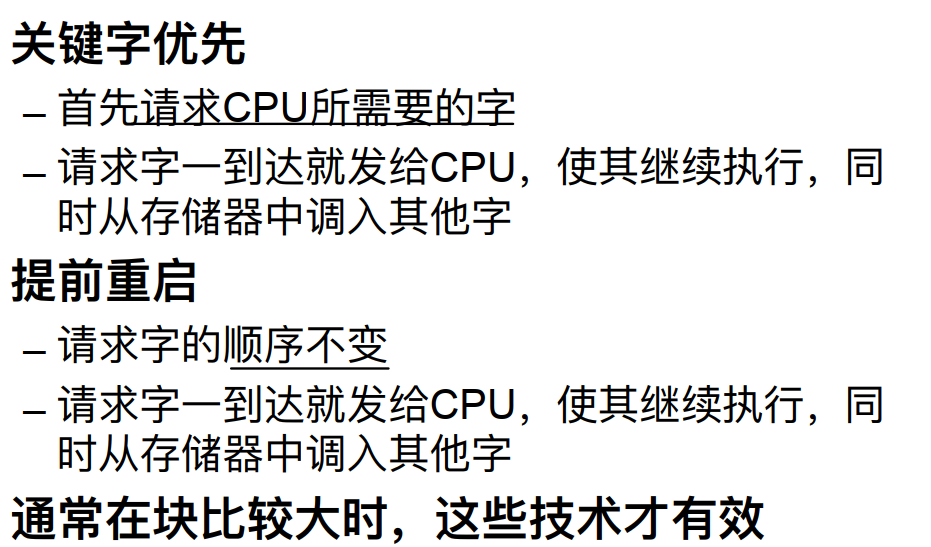 关键字优先
– 首先请求CPU所需要的字
– 请求字一到达就发给CPU，使其继续执行，同
时从存储器中调入其他字
提前重启
– 请求字的顺序不变
– 请求字一到达就发给CPU，使其继续执行，同
时从存储器中调入其他字
通常在块比较大时，这些技术才有效